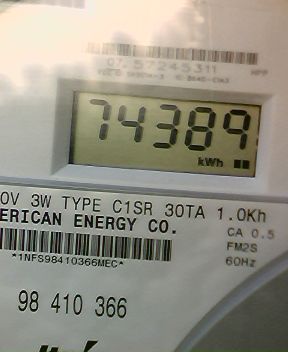 07 57245311
74389
kWh
0V 3W TYPE C1SR 30TA 1.0Kh
ERICAN ENERGY CO.
CA 0.5
FM2S
60Hz
*1NFS98410366MEC*
98 410 366